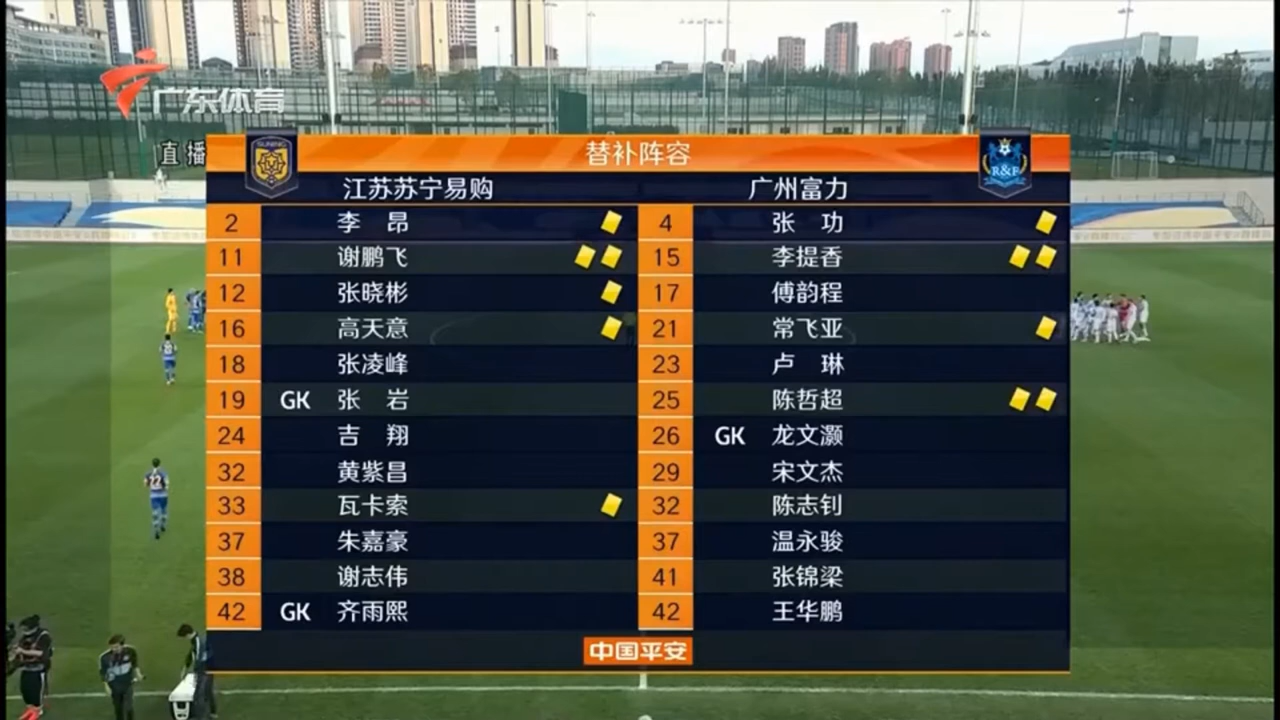 广东体育
直播
替补阵容
SUNING
R&F
江苏苏宁易购 广州富力
2 李 昂 4 张 功
11 谢鹏飞 15 李提香
12 张晓彬 17 傅韵程
16 高天意 21 常飞亚
18 张凌峰 23 卢 琳
19 GK 张 岩 25 陈哲超
24 吉 翔 26 GK 龙文灏
32 黄紫昌 29 宋文杰
33 瓦卡索 32 陈志钊
37 朱嘉豪 37 温永骏
38 谢志伟 41 张锦梁
42 GK 齐雨熙 42 王华鹏
中国平安
22